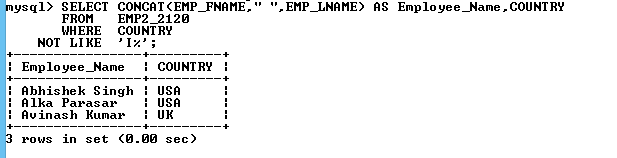 mysql> SELECT CONCAT(EMP_FNAME," ",EMP_LNAME) AS Employee_Name,COUNTRY
FROM EMP2_2120
WHERE COUNTRY
NOT LIKE 'I%';
+----------------+---------+
| Employee_Name | COUNTRY |
+----------------+---------+
| Abhishek Singh | USA |
| Alka Parasar | USA |
| Avinash Kumar | UK |
+----------------+---------+
3 rows in set (0.00 sec)